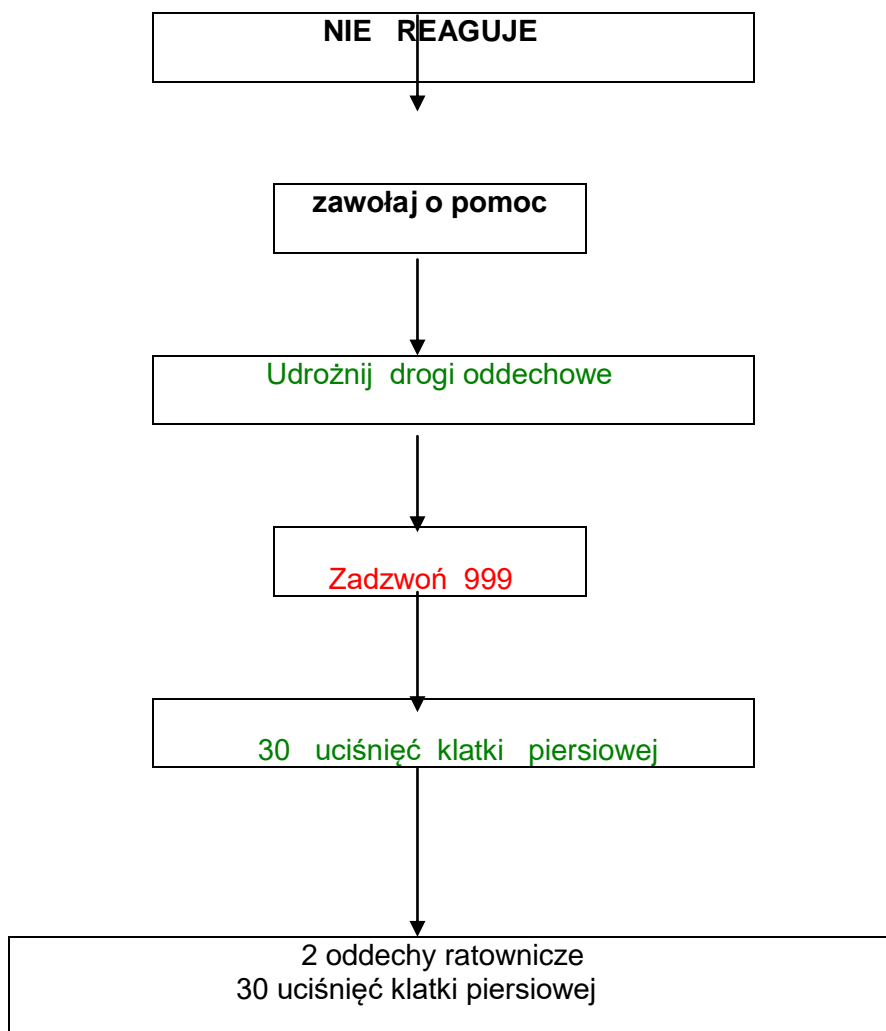 NIE REAGUJE
zawołaj o pomoc
Udrożnij drogi oddechowe
Zadzwoń 999
30 uciśnięć klatki piersiowej
2 oddechy ratownicze
30 uciśnięć klatki piersiowej